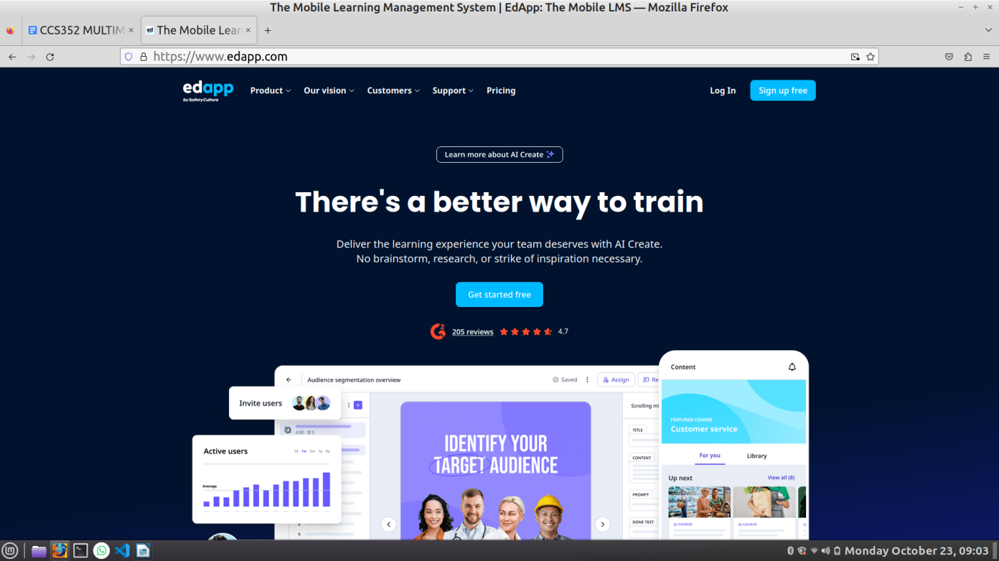 The Mobile Learning Management System | EdApp: The Mobile LMS — Mozilla Firefox
CCS352 MULTIM
The Mobile Lear
https://www.edapp.com
edapp
by SafetyCulture
Product
Our vision
Customers
Support
Pricing
Log In
Sign up free
Learn more about AI Create
There's a better way to train
Deliver the learning experience your team deserves with AI Create.
No brainstorm, research, or strike of inspiration necessary.
Get started free
G2
205 reviews
4.7
Audience segmentation overview
Saved
Assign
Re
Invite users
4:00
5
Active users
1d 1w 1m 1y 3y
Average
8
9
IDENTIFY YOUR
TARGET AUDIENCE
Scrolling mi
TITLE
CONTENT
PROMPT
DONE TEXT
Content
FEATURED COURSE
Customer service
For you
Library
Up next
View all (8)
COURSE
COURSE
Monday October 23, 09:03